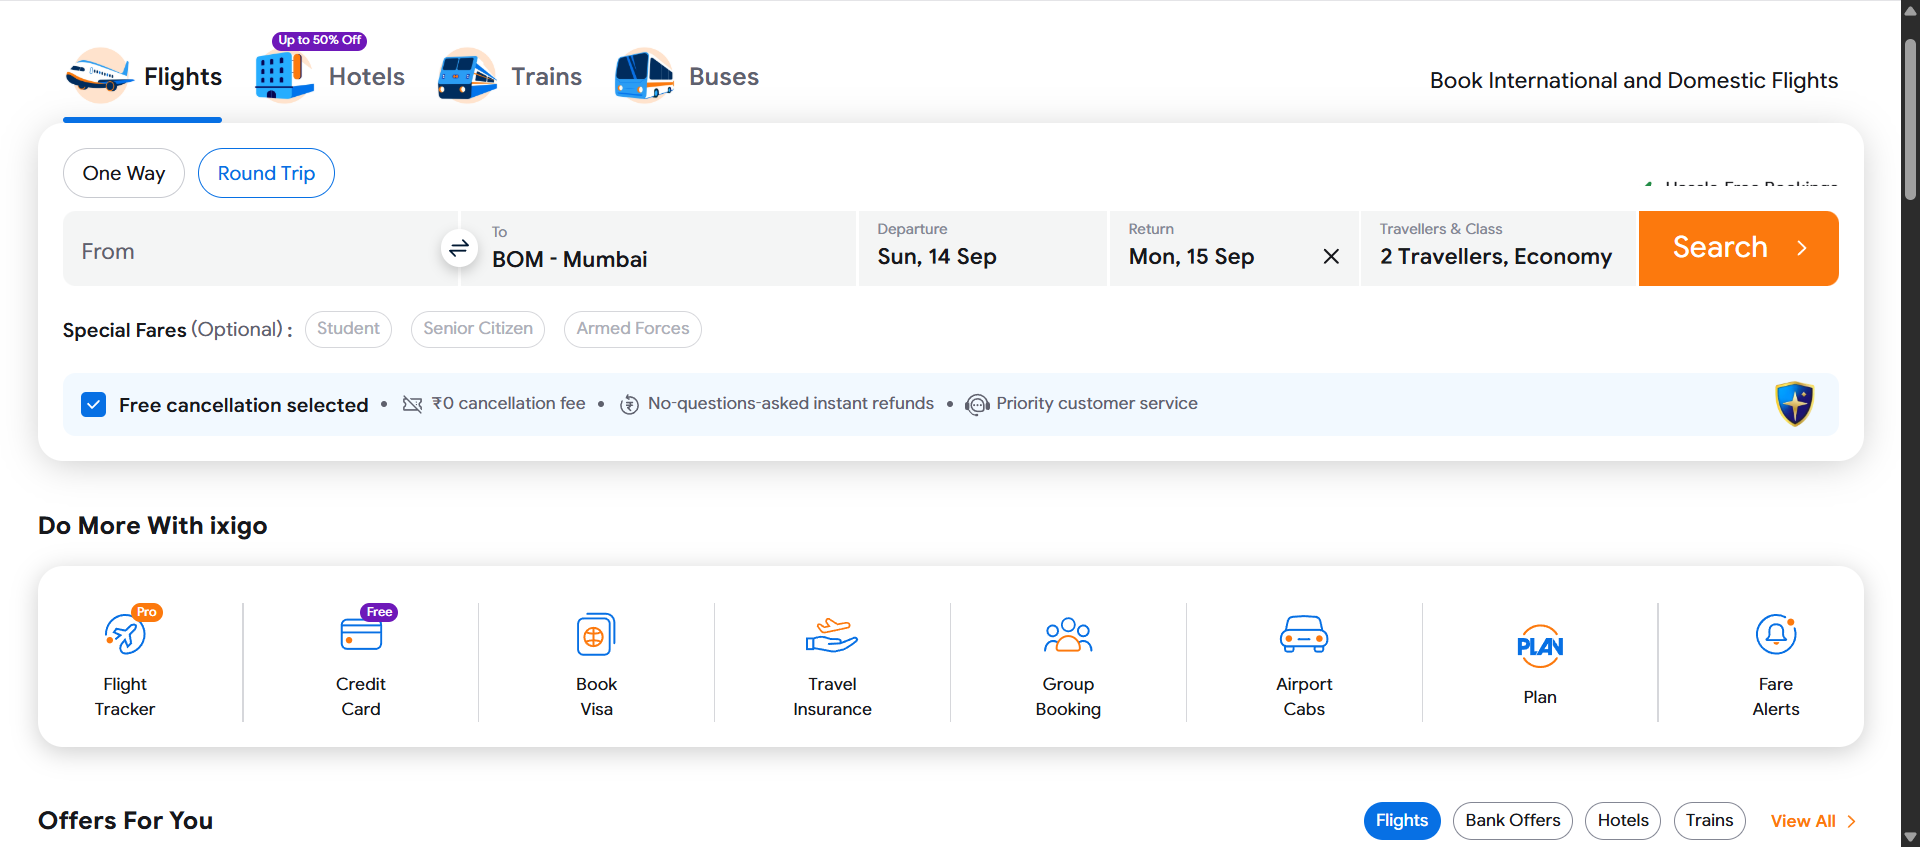 Up to 50% Off
Flights
Hotels
Trains
Buses
Book International and Domestic Flights
One Way
Round Trip
From
To
BOM - Mumbai
Departure
Sun, 14 Sep
Return
Mon, 15 Sep
Travellers & Class
2 Travellers, Economy
Search
Special Fares (Optional) :
Student
Senior Citizen
Armed Forces
Free cancellation selected • ₹0 cancellation fee • No-questions-asked instant refunds • Priority customer service
Do More With ixigo
Pro
Flight
Tracker
Free
Credit
Card
Book
Visa
Travel
Insurance
Group
Booking
Airport
Cabs
PLAN
Plan
Fare
Alerts
Offers For You
Flights
Bank Offers
Hotels
Trains
View All